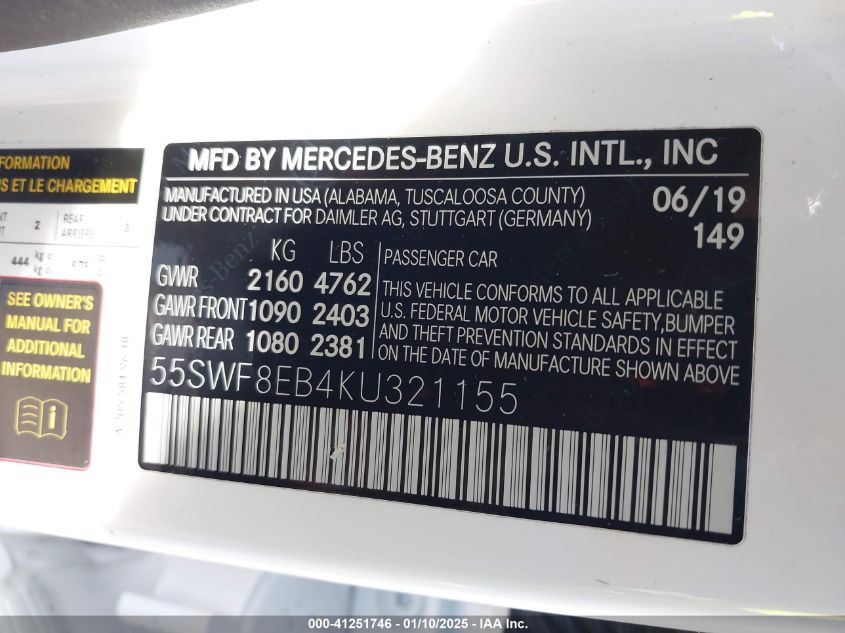 FORMATION
S ET LE CHARGEMENT
2
REAR
ARRIÈRE
3
444
kg
SEE OWNER'S
MANUAL FOR
ADDITIONAL
INFORMATION
MFD BY MERCEDES-BENZ U.S. INTL., INC
MANUFACTURED IN USA (ALABAMA, TUSCALOOSA COUNTY) 06/19
UNDER CONTRACT FOR DAIMLER AG, STUTTGART (GERMANY) 149
KG LBS
GVWR 2160 4762
GAWR FRONT 1090 2403
GAWR REAR 1080 2381
PASSENGER CAR
THIS VEHICLE CONFORMS TO ALL APPLICABLE
U.S. FEDERAL MOTOR VEHICLE SAFETY,BUMPER
AND THEFT PREVENTION STANDARDS IN EFFECT
ON THE DATE OF MANUFACTURE SHOWN ABOVE
55SWF8EB4KU321155
000-41251746 — 01/10/2025 — IAAI Inc.